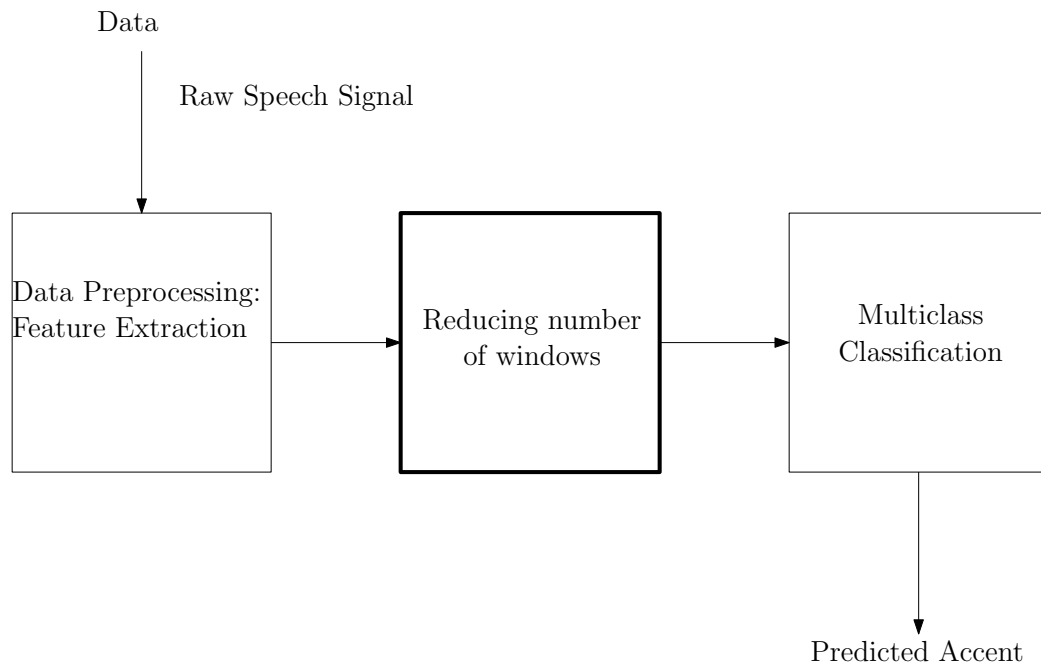 Data
Raw Speech Signal
Data Preprocessing:
Feature Extraction
Reducing number
of windows
Multiclass
Classification
Predicted Accent